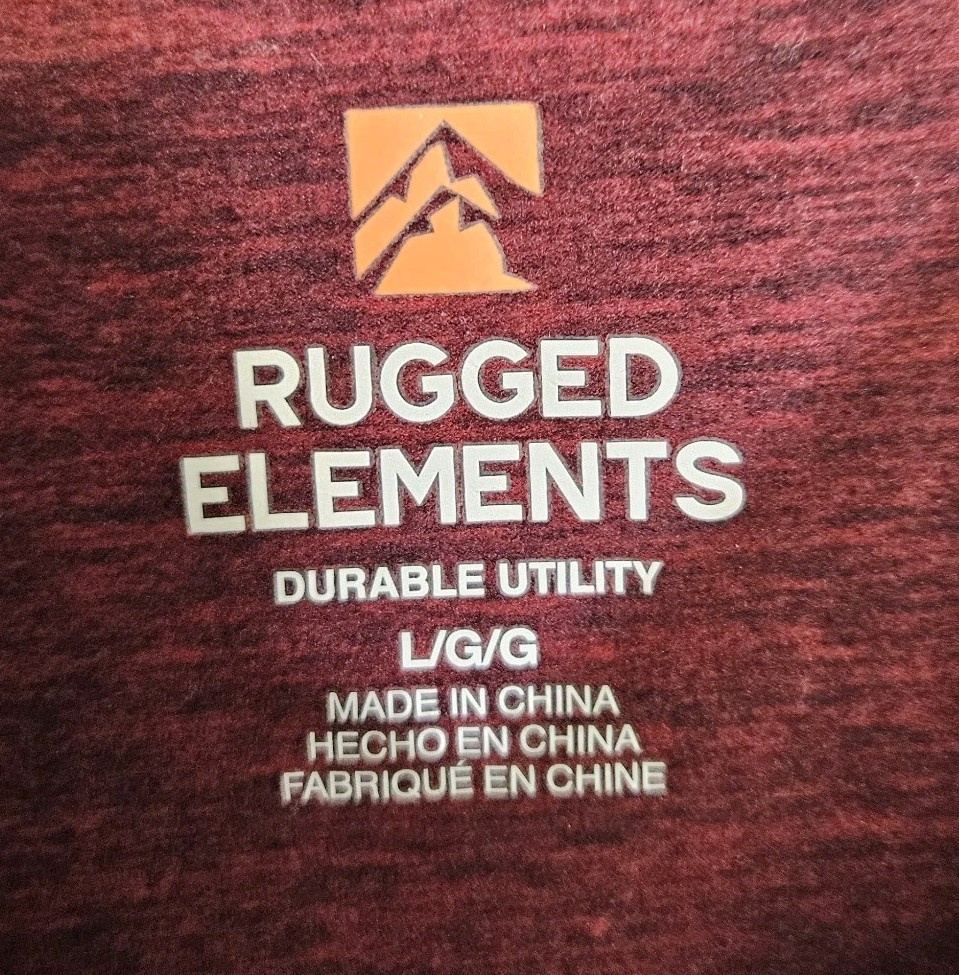 RUGGED
ELEMENTS
DURABLE UTILITY
L/G/G
MADE IN CHINA
HECHO EN CHINA
FABRIQUÉ EN CHINE